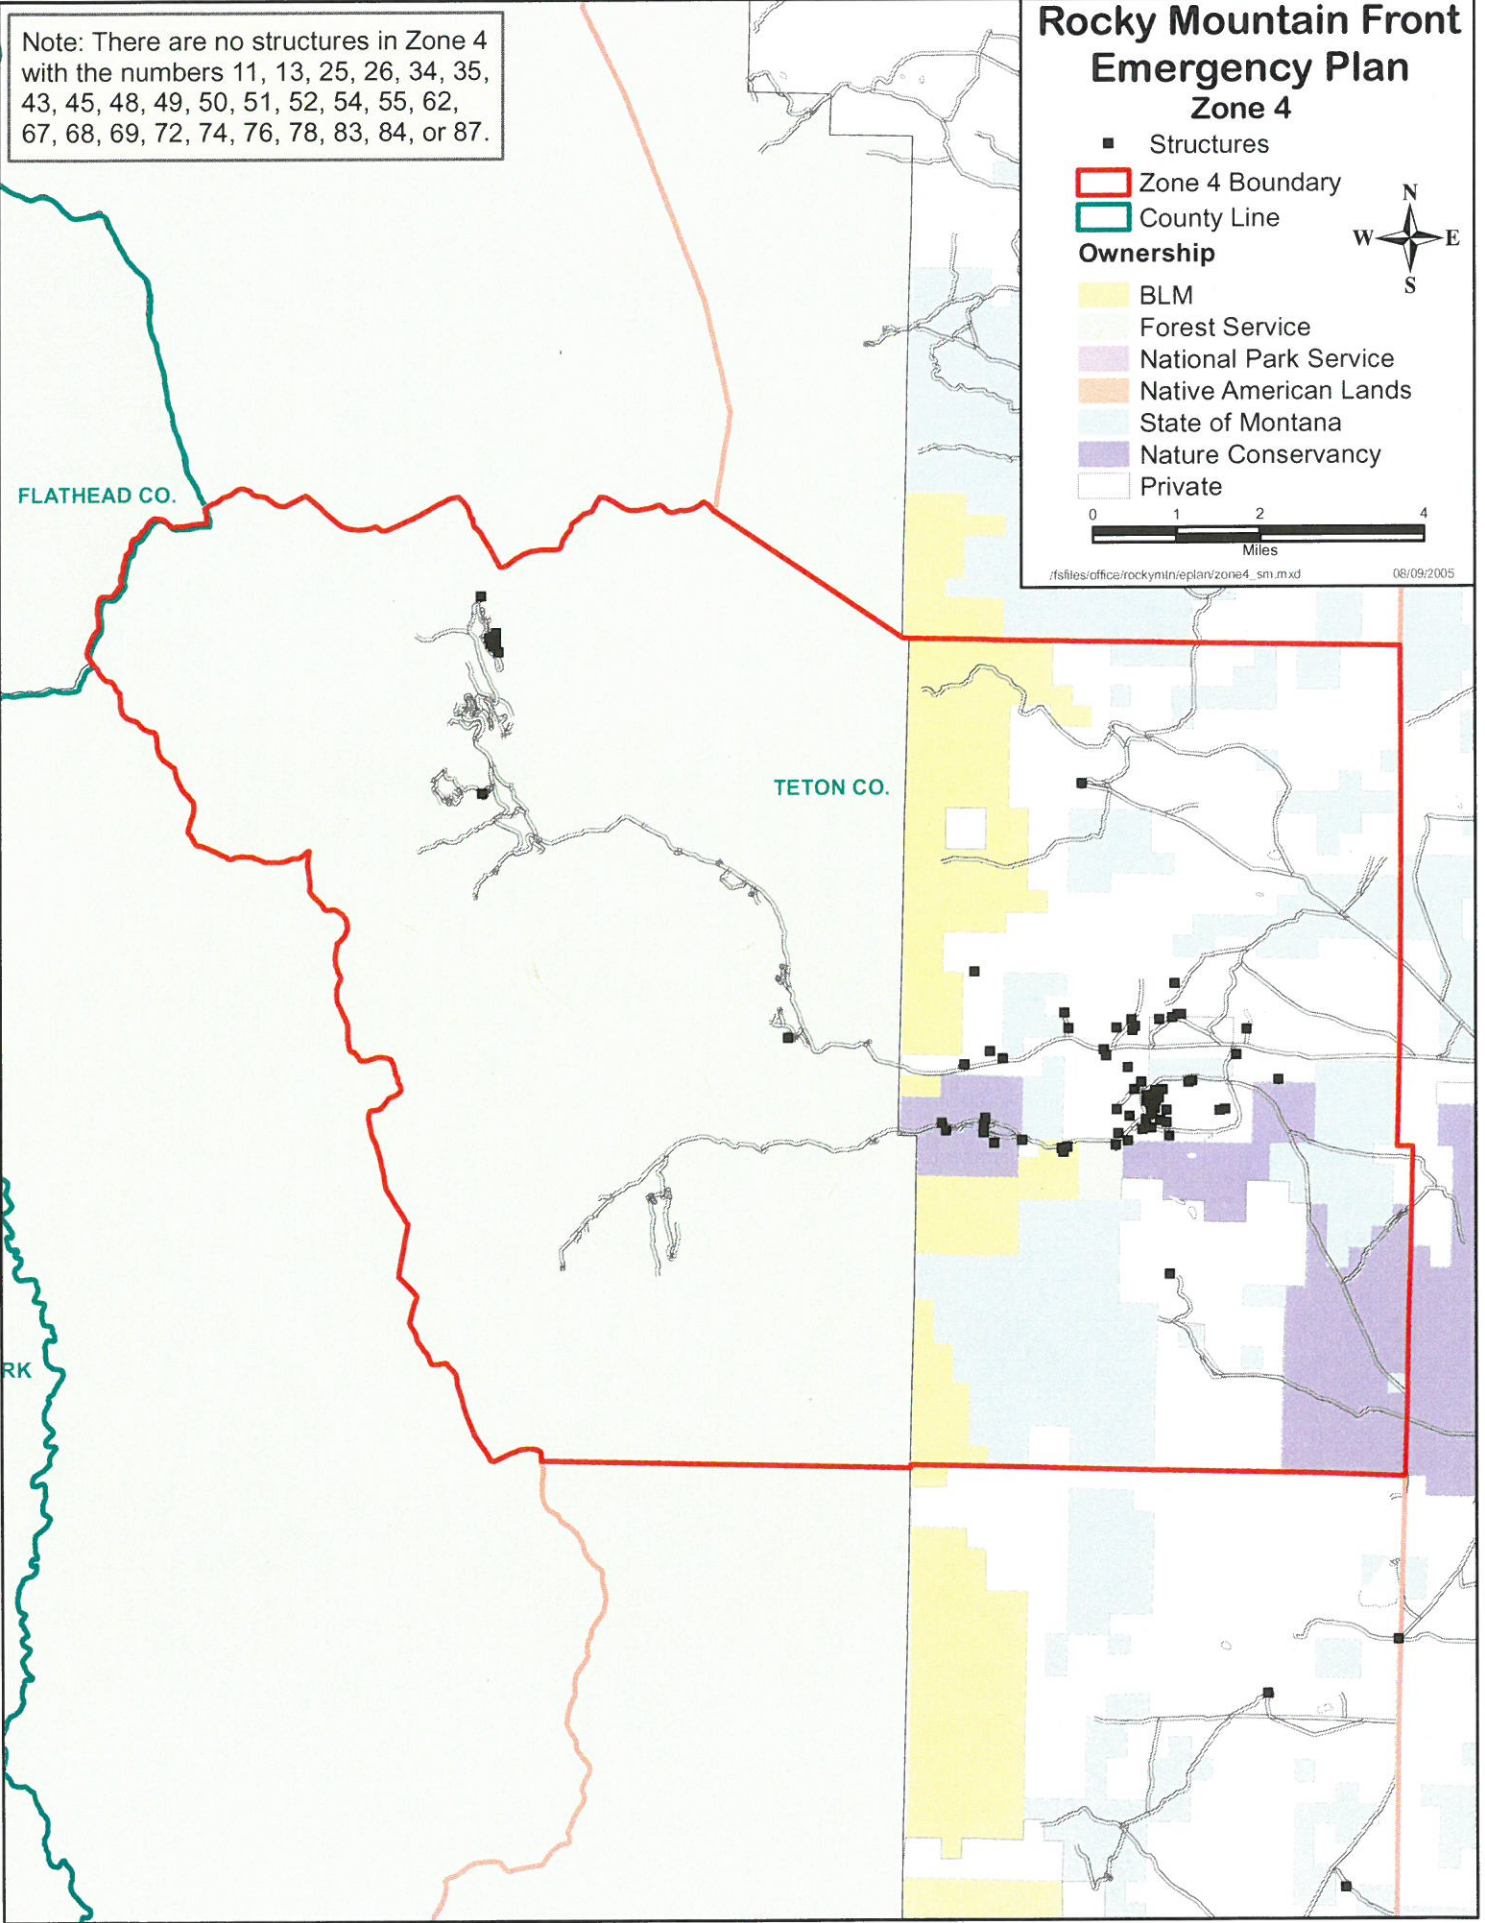 Note: There are no structures in Zone 4
with the numbers 11, 13, 25, 26, 34, 35,
43, 45, 48, 49, 50, 51, 52, 54, 55, 62,
67, 68, 69, 72, 74, 76, 78, 83, 84, or 87.
Rocky Mountain Front
Emergency Plan
Zone 4
Structures
Zone 4 Boundary
County Line
N
W E
S
Ownership
BLM
Forest Service
National Park Service
Native American Lands
State of Montana
Nature Conservancy
Private
0 1 2 4
Miles
/fsfiles/office/rockymtn/eplan/zone4_sm.mxd 08/09/2005
FLATHEAD CO.
TETON CO.
RK